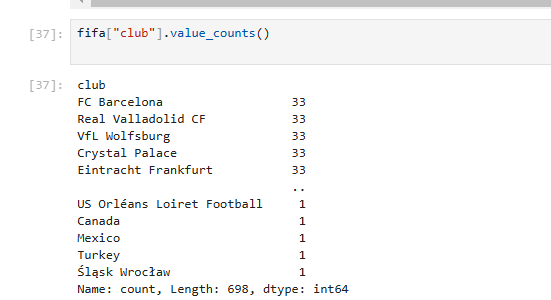 [37]: fifa["club"].value_counts()
[37]: club
FC Barcelona 33
Real Valladolid CF 33
VfL Wolfsburg 33
Crystal Palace 33
Eintracht Frankfurt 33
..
US Orléans Loiret Football 1
Canada 1
Mexico 1
Turkey 1
Śląsk Wrocław 1
Name: count, Length: 698, dtype: int64